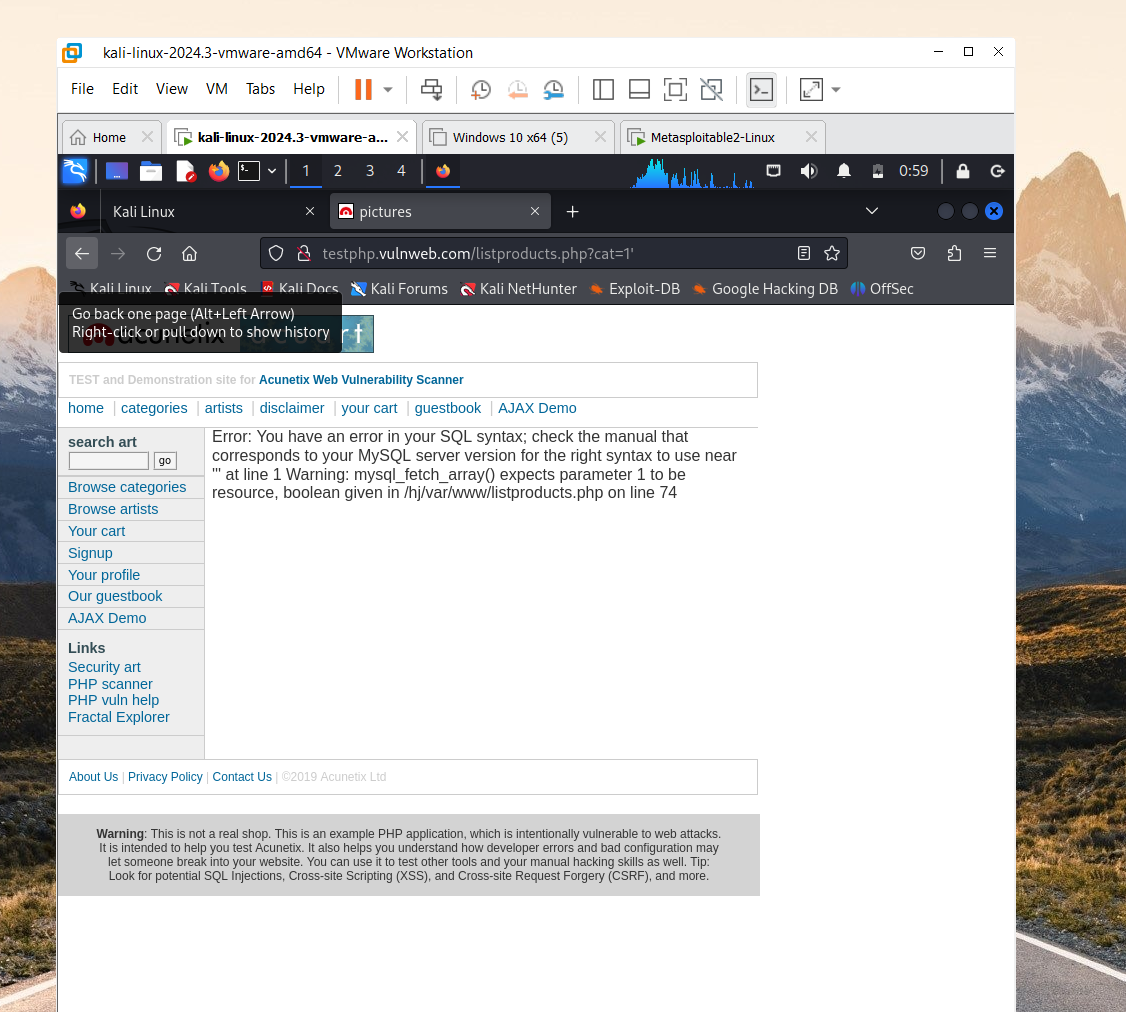 kali-linux-2024.3-vmware-amd64 - VMware Workstation
File Edit View VM Tabs Help
Home kali-linux-2024.3-vmware-a... Windows 10 x64 (5) Metasploitable2-Linux
1 2 3 4 0:59
Kali Linux pictures
testphp.vulnweb.com/listproducts.php?cat=1'
Kali Linux Kali Tools Kali Docs Kali Forums Kali NetHunter Exploit-DB Google Hacking DB OffSec
Go back one page (Alt+Left Arrow)
Right-click or pull down to show history
acunetix acuart
TEST and Demonstration site for Acunetix Web Vulnerability Scanner
home | categories | artists | disclaimer | your cart | guestbook | AJAX Demo
search art
go
Browse categories
Browse artists
Your cart
Signup
Your profile
Our guestbook
AJAX Demo
Links
Security art
PHP scanner
PHP vuln help
Fractal Explorer
Error: You have an error in your SQL syntax; check the manual that
corresponds to your MySQL server version for the right syntax to use near
''' at line 1 Warning: mysql_fetch_array() expects parameter 1 to be
resource, boolean given in /hj/var/www/listproducts.php on line 74
About Us | Privacy Policy | Contact Us | ©2019 Acunetix Ltd
Warning: This is not a real shop. This is an example PHP application, which is intentionally vulnerable to web attacks.
It is intended to help you test Acunetix. It also helps you understand how developer errors and bad configuration may
let someone break into your website. You can use it to test other tools and your manual hacking skills as well. Tip:
Look for potential SQL Injections, Cross-site Scripting (XSS), and Cross-site Request Forgery (CSRF), and more.